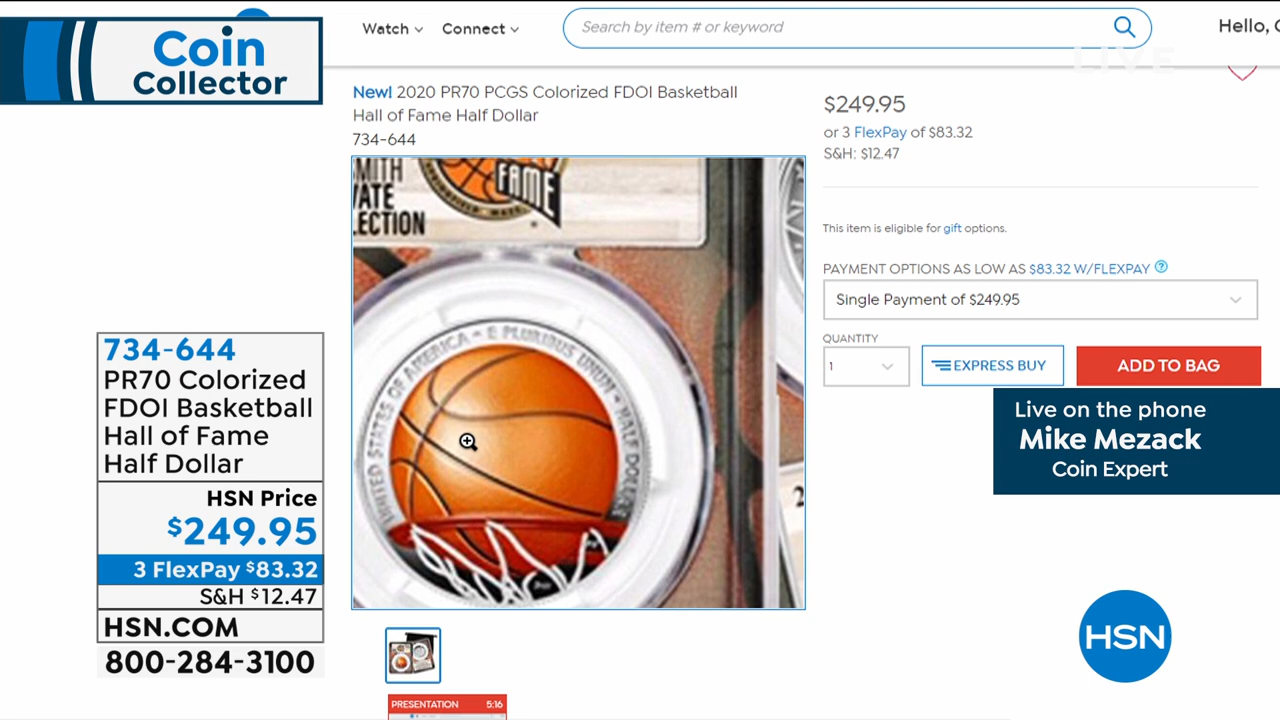 Coin
Collector
Watch
Connect
Search by item # or keyword
LIVE
New! 2020 PR70 PCGS Colorized FDOI Basketball
Hall of Fame Half Dollar
734-644
$249.95
or 3 FlexPay of $83.32
S&H: $12.47
This item is eligible for gift options.
PAYMENT OPTIONS AS LOW AS $83.32 W/FLEXPAY ?
Single Payment of $249.95
QUANTITY
1
EXPRESS BUY
ADD TO BAG
FAME
UNITED STATES OF AMERICA • E PLURIBUS UNUM • HALF DOLLAR
734-644
PR70 Colorized
FDOI Basketball
Hall of Fame
Half Dollar
HSN Price
$249.95
3 FlexPay $83.32
S&H $12.47
HSN.COM
800-284-3100
Live on the phone
Mike Mezack
Coin Expert
HSN
PRESENTATION 5:16